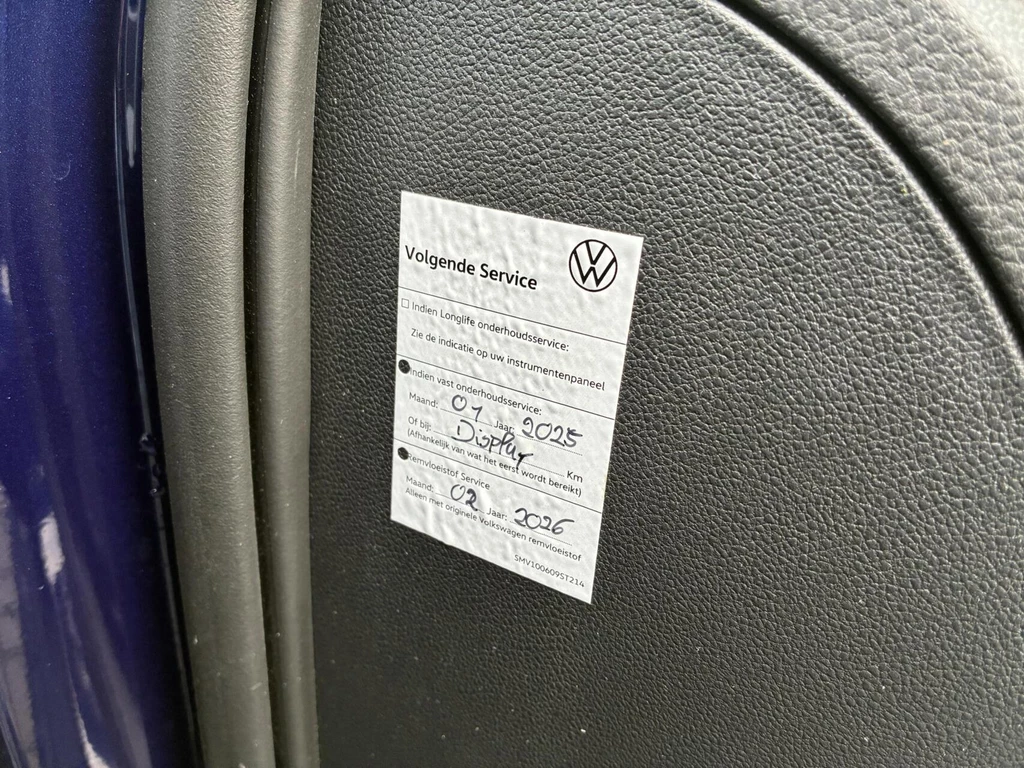 Volgende Service
Indien Longlife onderhoudsservice:
Zie de indicatie op uw instrumentenpaneel
Indien vast onderhoudsservice:
Maand: 01 Jaar: 2025
Of bij: Display Km
(Afhankelijk van wat het eerst wordt bereikt)
Remvloeistof Service
Maand: 02 Jaar: 2026
Alleen met originele Volkswagen remvloeistof
SMV100609ST214